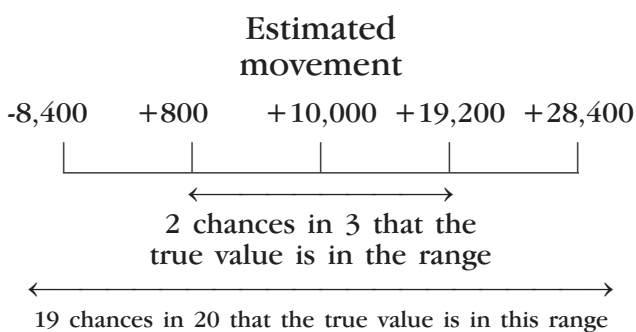 Estimated
movement
-8,400 +800 +10,000 +19,200 +28,400
2 chances in 3 that the
true value is in the range
19 chances in 20 that the true value is in this range